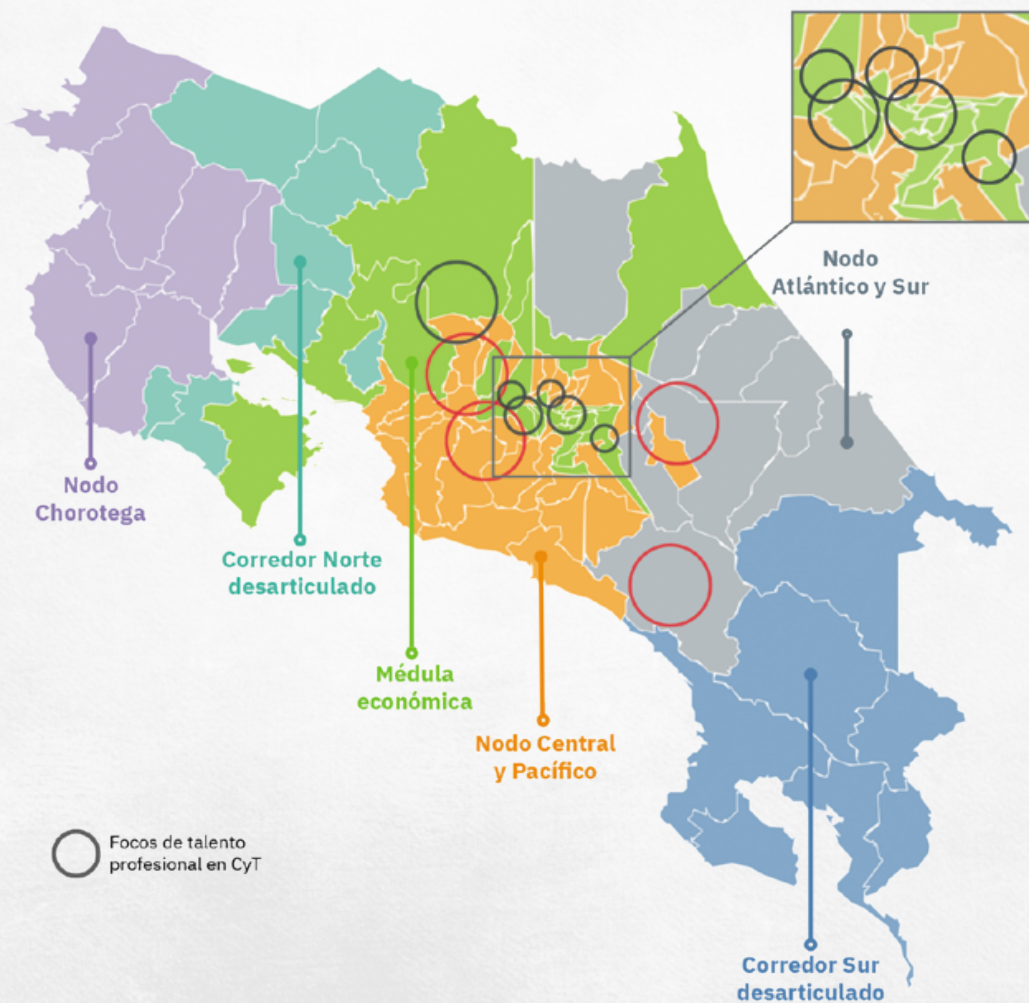 Nodo
Atlántico y Sur
Nodo
Chorotega
Corredor Norte
desarticulado
Médula
económica
Nodo Central
y Pacífico
Focos de talento
profesional en CyT
Corredor Sur
desarticulado